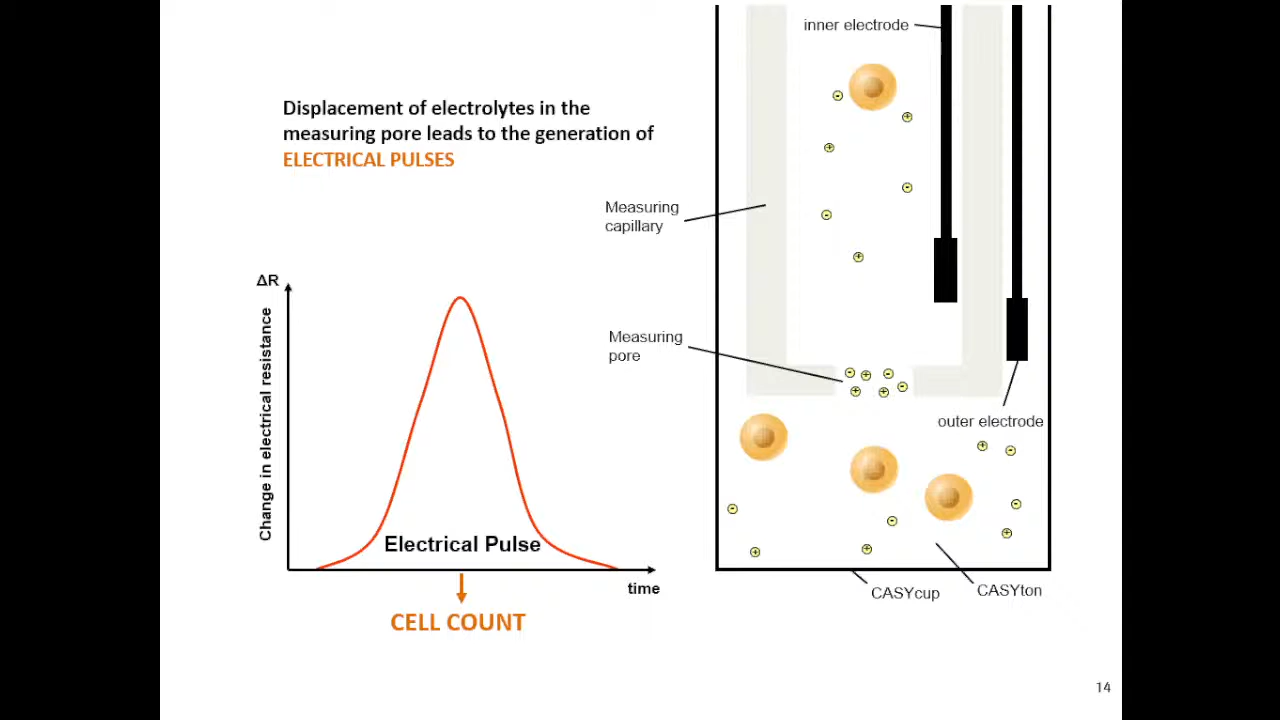 Displacement of electrolytes in the
measuring pore leads to the generation of
ELECTRICAL PULSES
ΔR
Change in electrical resistance
Electrical Pulse
time
CELL COUNT
inner electrode
Measuring
capillary
Measuring
pore
outer electrode
CASYcup
CASYton
14